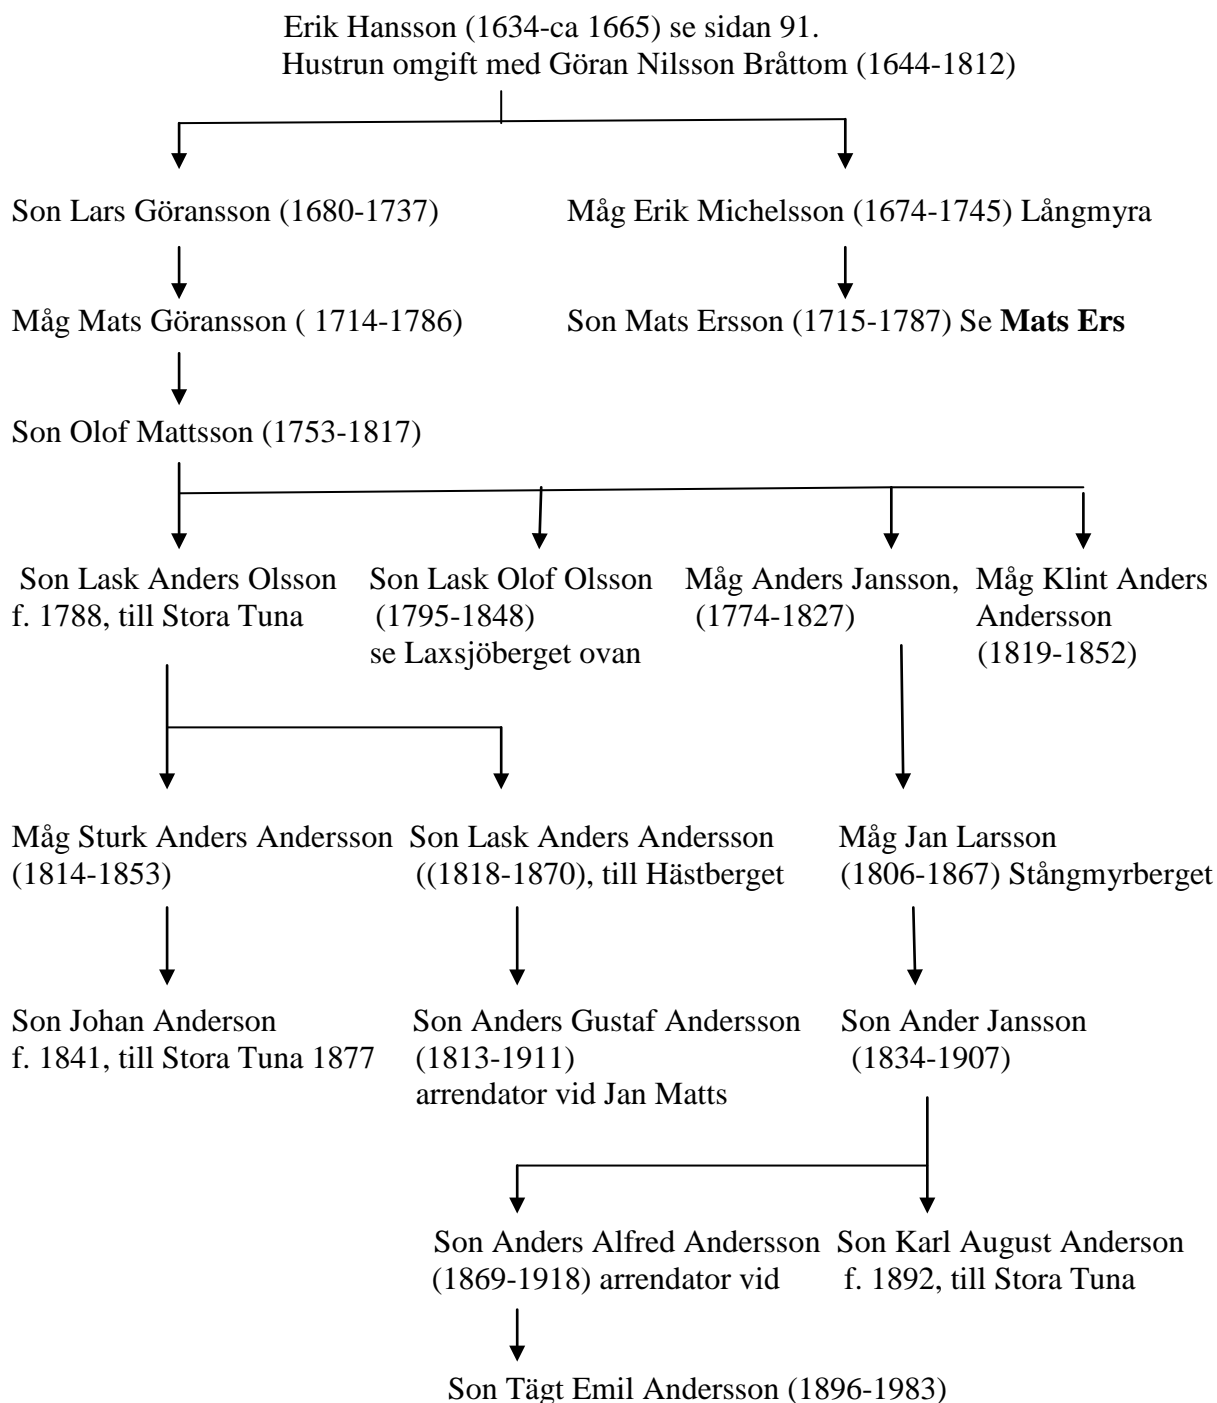 Erik Hansson (1634-ca 1665) se sidan 91.
Hustrun omgift med Göran Nilsson Bråttom (1644-1812)
Son Lars Göransson (1680-1737)
Måg Erik Michelsson (1674-1745) Långmyra
Måg Mats Göransson ( 1714-1786)
Son Mats Ersson (1715-1787) Se Mats Ers
Son Olof Mattsson (1753-1817)
Son Lask Anders Olsson
f. 1788, till Stora Tuna
Son Lask Olof Olsson
(1795-1848)
se Laxsjöberget ovan
Måg Anders Jansson,
(1774-1827)
Måg Klint Anders
Andersson
(1819-1852)
Måg Sturk Anders Andersson
(1814-1853)
Son Lask Anders Andersson
((1818-1870), till Hästberget
Måg Jan Larsson
(1806-1867) Stångmyrberget
Son Johan Anderson
f. 1841, till Stora Tuna 1877
Son Anders Gustaf Andersson
(1813-1911)
arrendator vid Jan Matts
Son Ander Jansson
(1834-1907)
Son Anders Alfred Andersson
(1869-1918) arrendator vid
Son Karl August Anderson
f. 1892, till Stora Tuna
Son Tägt Emil Andersson (1896-1983)